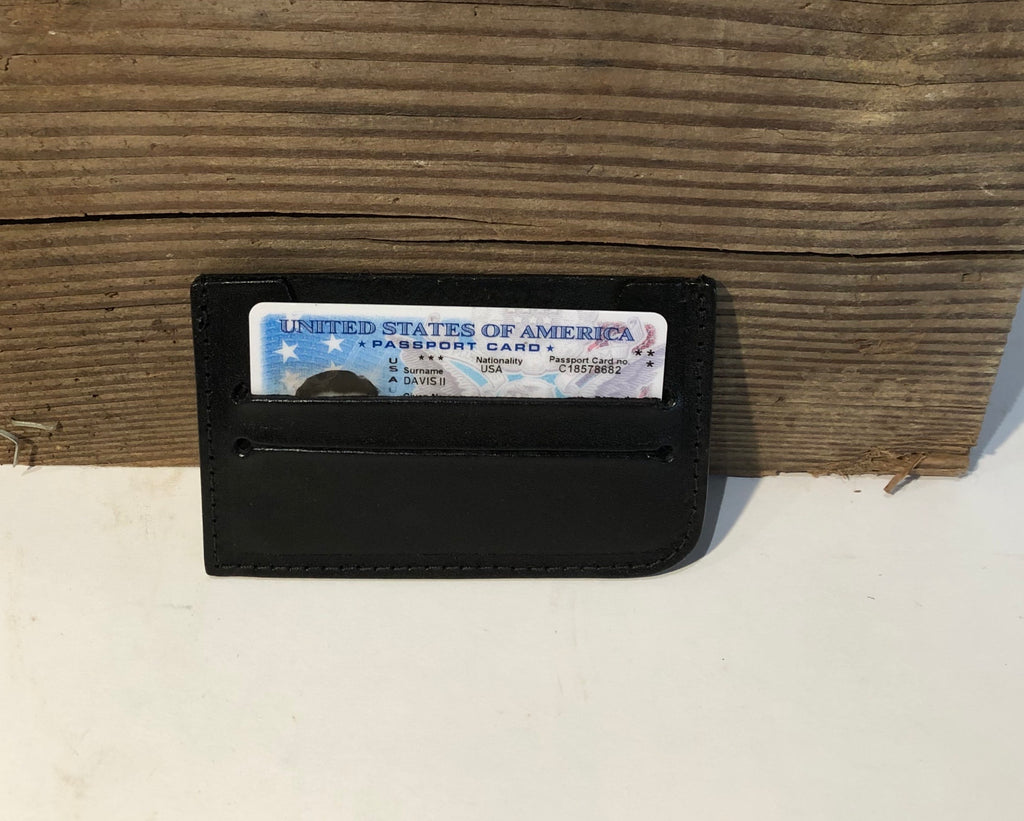 UNITED STATES OF AMERICA
★ PASSPORT CARD ★
USA
***
Surname
DAVIS II
Nationality
USA
Passport Card no.
C18578682
**
*